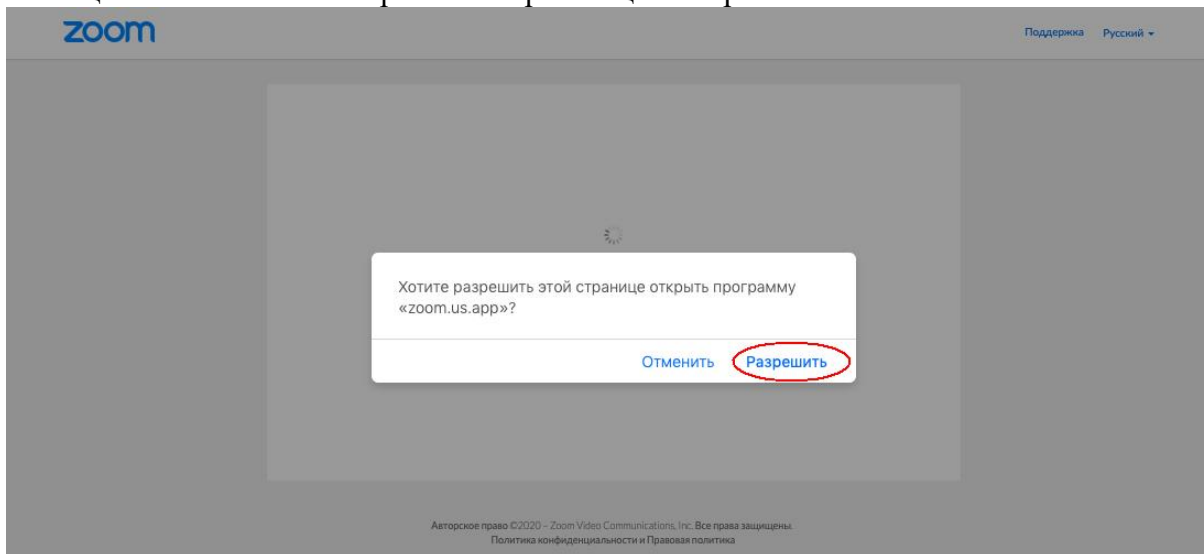 zoom
Поддержка Русский
Хотите разрешить этой странице открыть программу
«zoom.us.app»?
Отменить Разрешить
Авторское право ©2020 – Zoom Video Communications, Inc. Все права защищены.
Политика конфиденциальности и Правовая политика